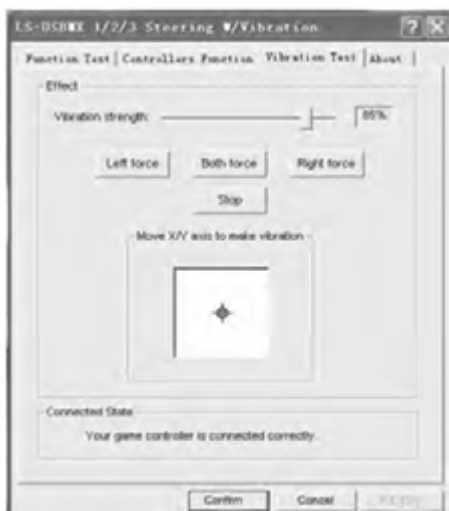 LS-USBMX 1/2/3 Steering W/Vibration
Function Test | Controllers Function | Vibration Test | About
Effect
Vibration strength: 85%
Left force Both force Right force
Stop
Move X/Y axis to make vibration
Connected State
Your game controller is connected correctly.
Confirm Cancel